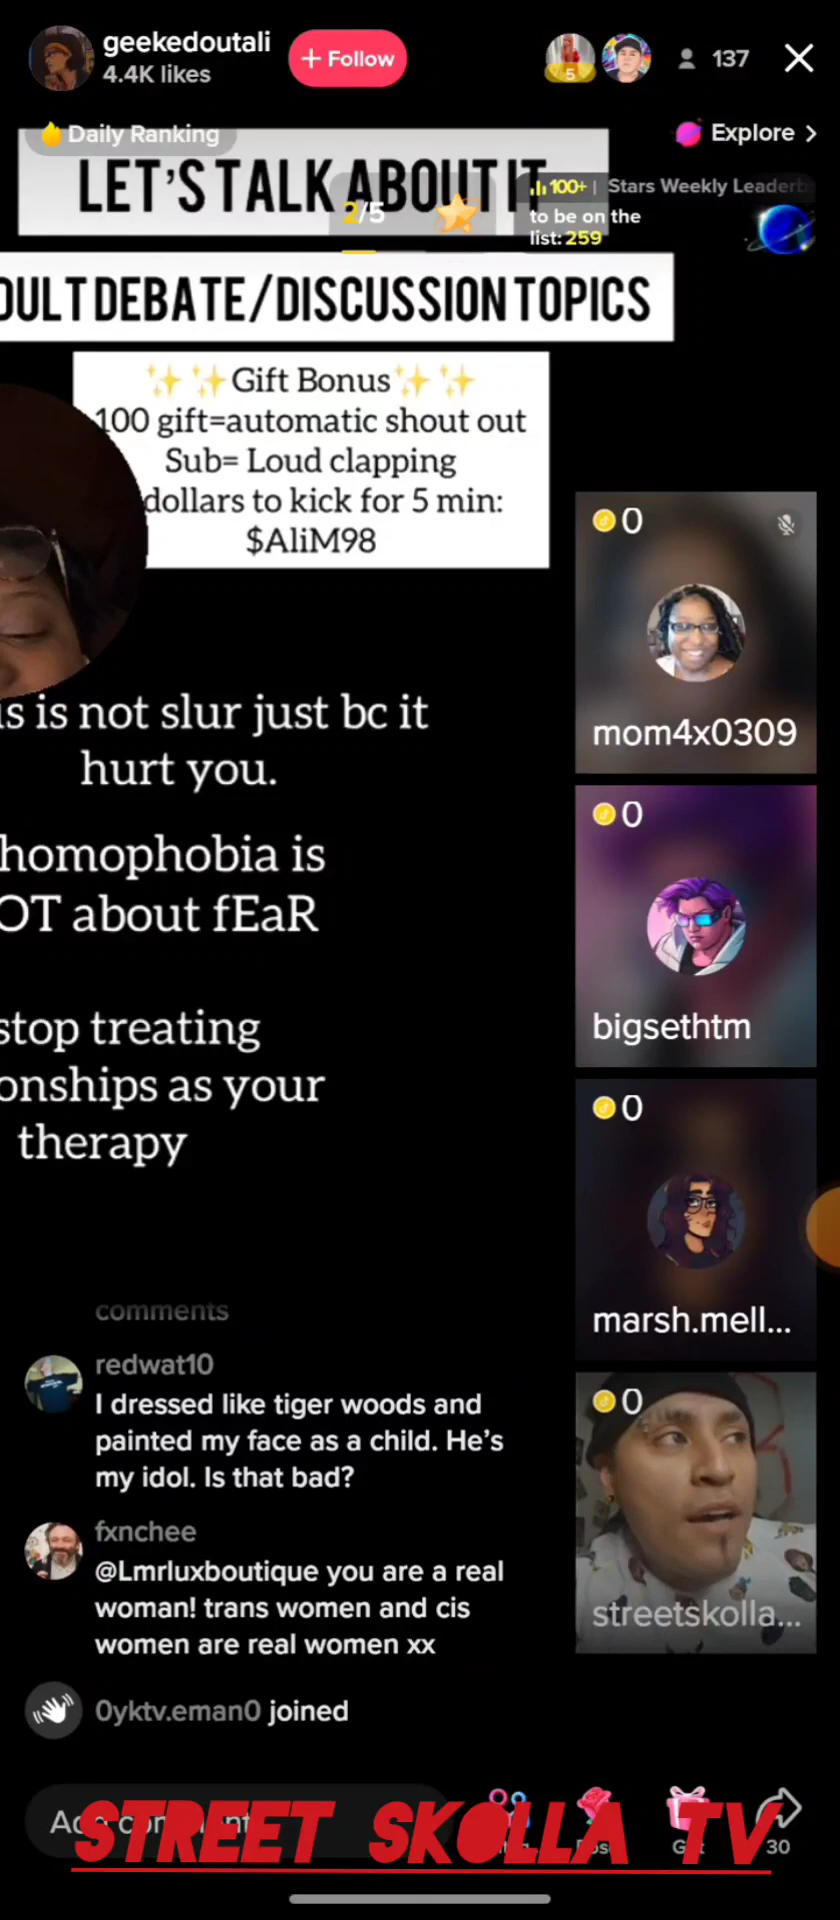 geekedoutali
4.4K likes
+ Follow
5
137
Daily Ranking
Explore >
LET'S TALK ABOUT IT
2/5
100+ | Stars Weekly Leaderb
to be on the
list: 259
DULT DEBATE/DISCUSSION TOPICS
✨ ✨ Gift Bonus ✨ ✨
100 gift=automatic shout out
Sub= Loud clapping
dollars to kick for 5 min:
$AliM98
0
mom4x0309
is is not slur just bc it
hurt you.
homophobia is
OT about fEaR
stop treating
onships as your
therapy
0
bigsethtm
0
marsh.mell...
0
streetskolla...
comments
redwat10
I dressed like tiger woods and
painted my face as a child. He's
my idol. Is that bad?
fxnchee
@Lmrluxboutique you are a real
woman! trans women and cis
women are real women xx
0yktv.eman0 joined
STREET SKOLLA TV
30